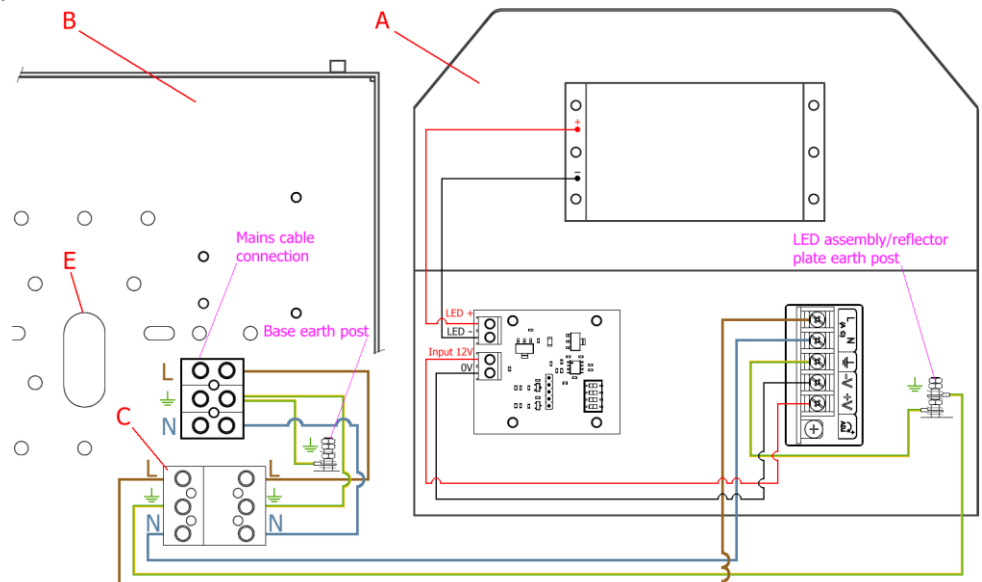 B
A
+
−
Mains cable
connection
LED assembly/reflector
plate earth post
E
LED +
LED -
Input 12V
0V
Base earth post
L
N
-V
+V
L
N
C
L
L
N
N